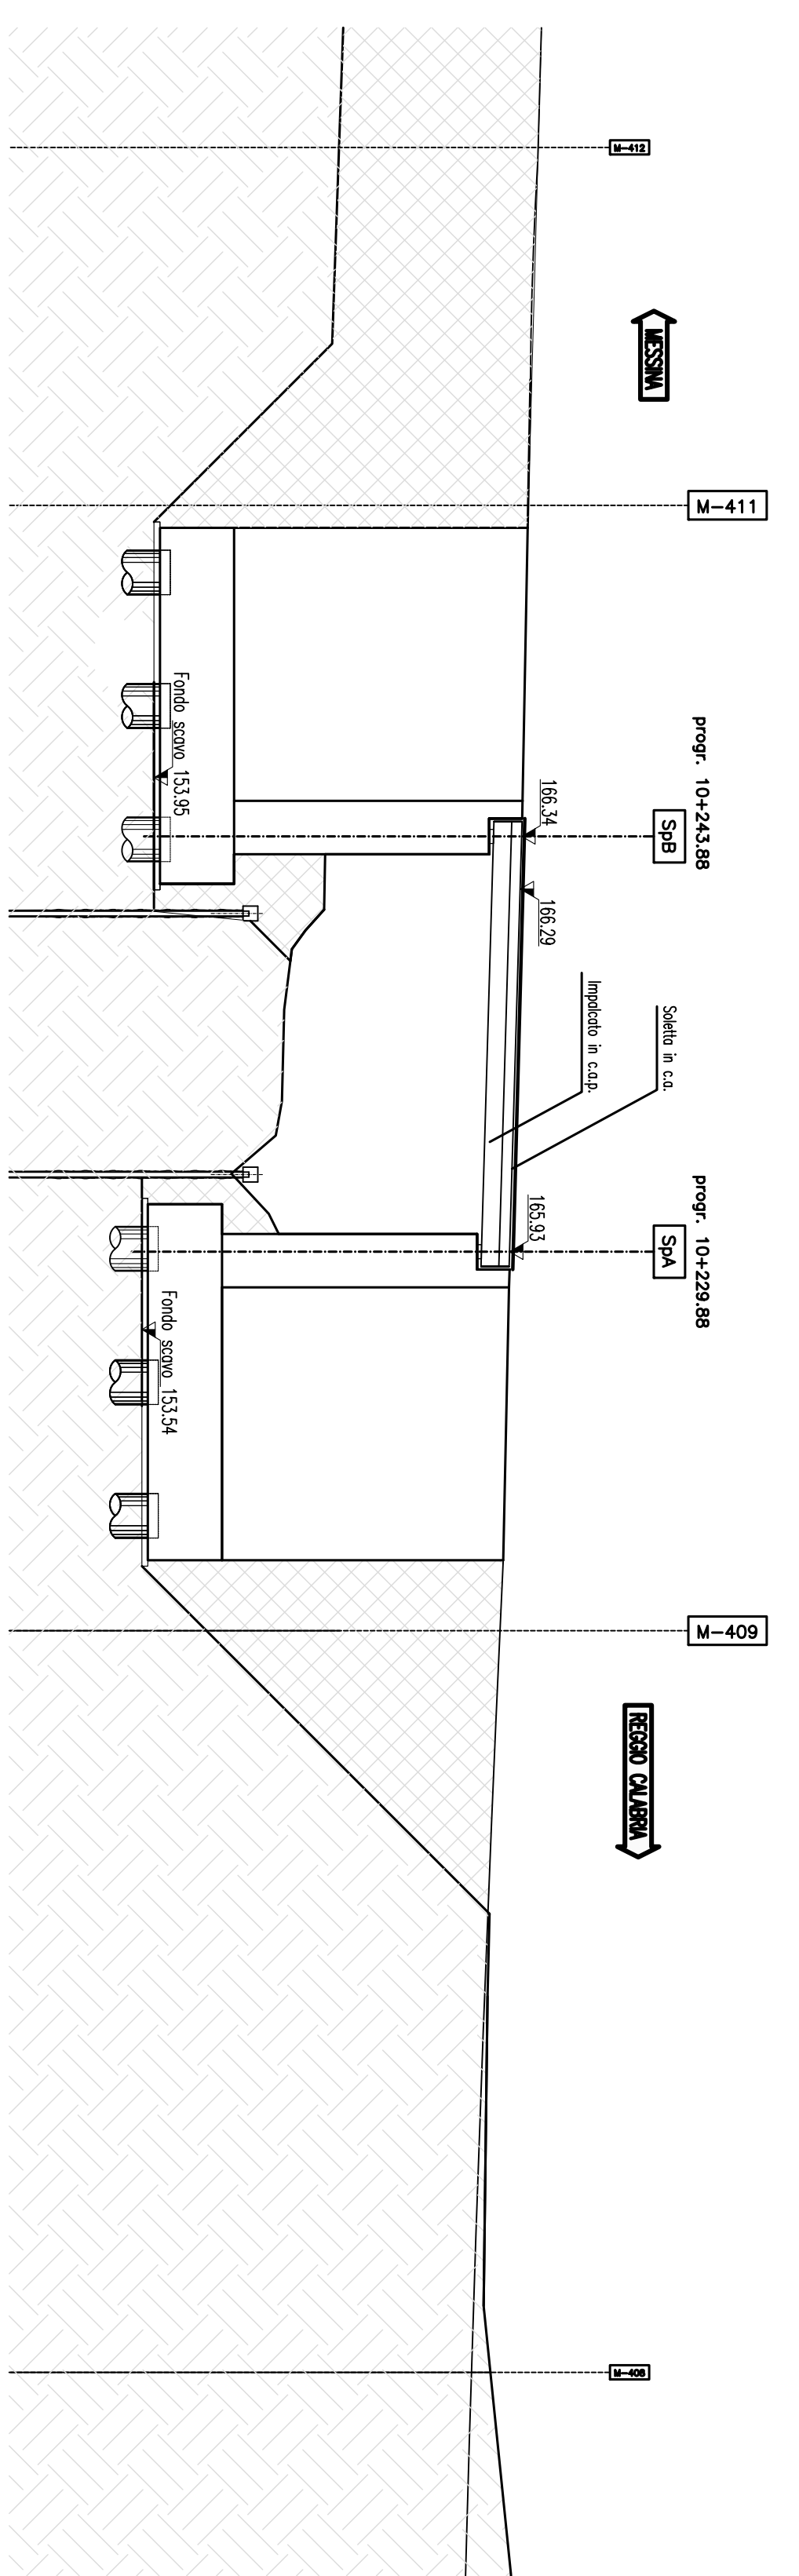 M-412
MESSINA
M-411
progr. 10+243.88
SpB
166.34
166.29
Fondo scavo 153.95
Soletta in c.a.
Impalcato in c.a.p.
progr. 10+229.88
SpA
165.93
Fondo scavo 153.54
M-409
REGGIO CALABRIA
M-408